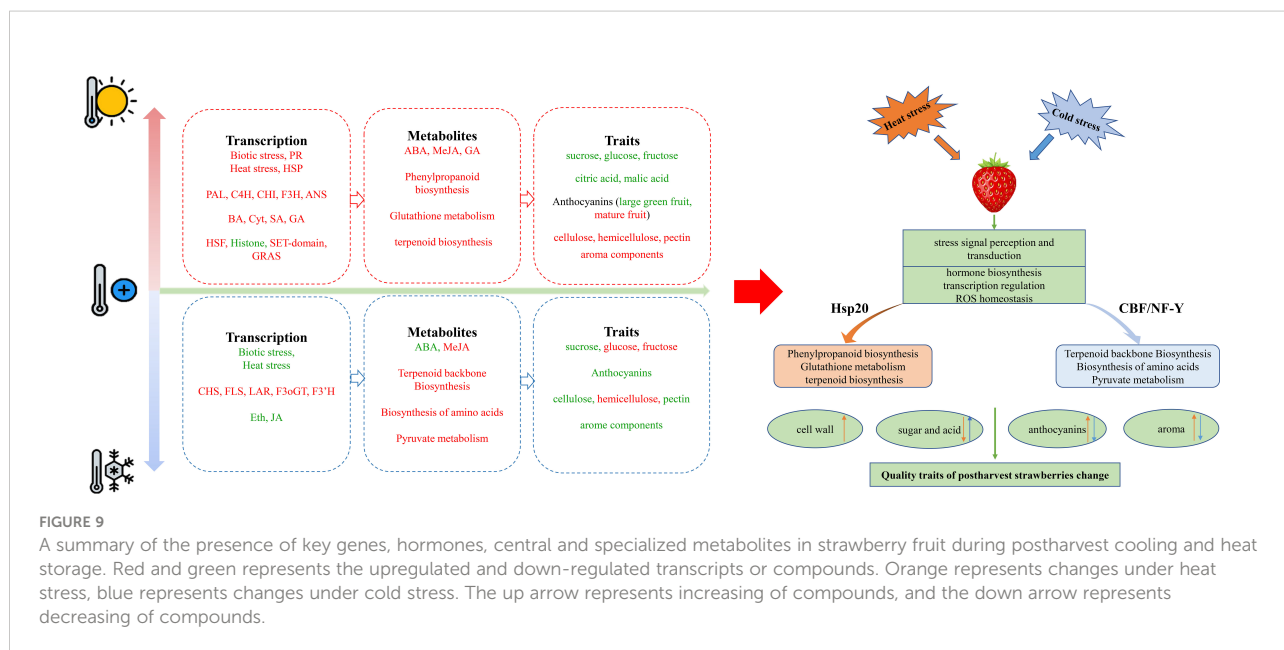 Transcription
Biotic stress, PR
Heat stress, HSP
PAL, C4H, CHI, F3H, ANS
BA, Cyt, SA, GA
HSF, Histone, SET-domain,
GRAS
Metabolites
ABA, MeJA, GA
Phenylpropanoid
biosynthesis
Glutathione metabolism
terpenoid biosynthesis
Traits
sucrose, glucose, fructose
citric acid, malic acid
Anthocyanins (large green fruit,
mature fruit)
cellulose, hemicellulose, pectin
aroma components
Transcription
Biotic stress,
Heat stress
CHS, FLS, LAR, F3oGT, F3'H
Eth, JA
Metabolites
ABA, MeJA
Terpenoid backbone
Biosynthesis
Biosynthesis of amino acids
Pyruvate metabolism
Traits
sucrose, glucose, fructose
Anthocyanins
cellulose, hemicellulose, pectin
arome components
Heat stress
Cold stress
stress signal perception and
transduction
hormone biosynthesis
transcription regulation
ROS homeostasis
Hsp20
CBF/NF-Y
Phenylpropanoid biosynthesis
Glutathione metabolism
terpenoid biosynthesis
Terpenoid backbone Biosynthesis
Biosynthesis of amino acids
Pyruvate metabolism
cell wall
sugar and acid
anthocyanins
aroma
Quality traits of postharvest strawberries change
FIGURE 9
A summary of the presence of key genes, hormones, central and specialized metabolites in strawberry fruit during postharvest cooling and heat
storage. Red and green represents the upregulated and down-regulated transcripts or compounds. Orange represents changes under heat
stress, blue represents changes under cold stress. The up arrow represents increasing of compounds, and the down arrow represents
decreasing of compounds.